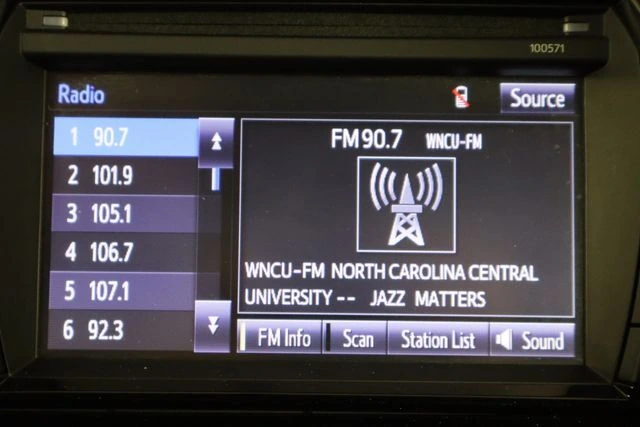 100571
Radio
Source
1 90.7
2 101.9
3 105.1
4 106.7
5 107.1
6 92.3
FM 90.7 WNCU-FM
WNCU-FM NORTH CAROLINA CENTRAL
UNIVERSITY -- JAZZ MATTERS
FM Info
Scan
Station List
Sound